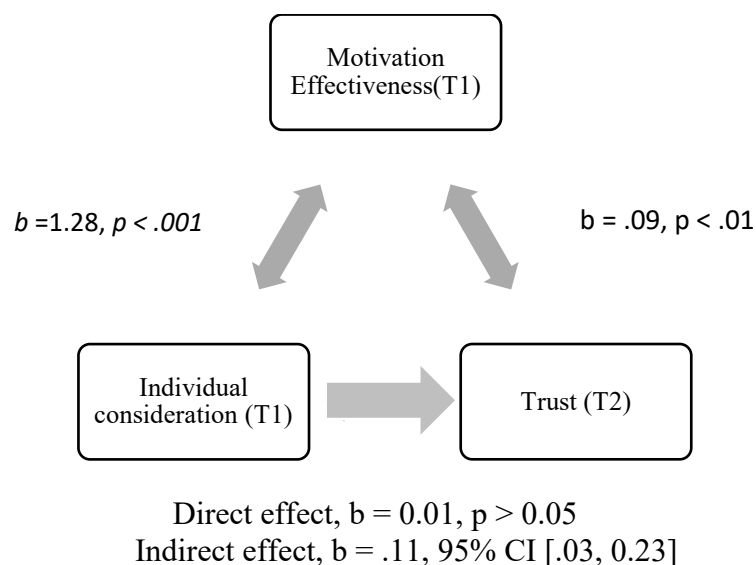 Motivation
Effectiveness(T1)
b =1.28, p < .001
b = .09, p < .01
Individual
consideration (T1)
Trust (T2)
Direct effect, b = 0.01, p > 0.05
Indirect effect, b = .11, 95% CI [.03, 0.23]